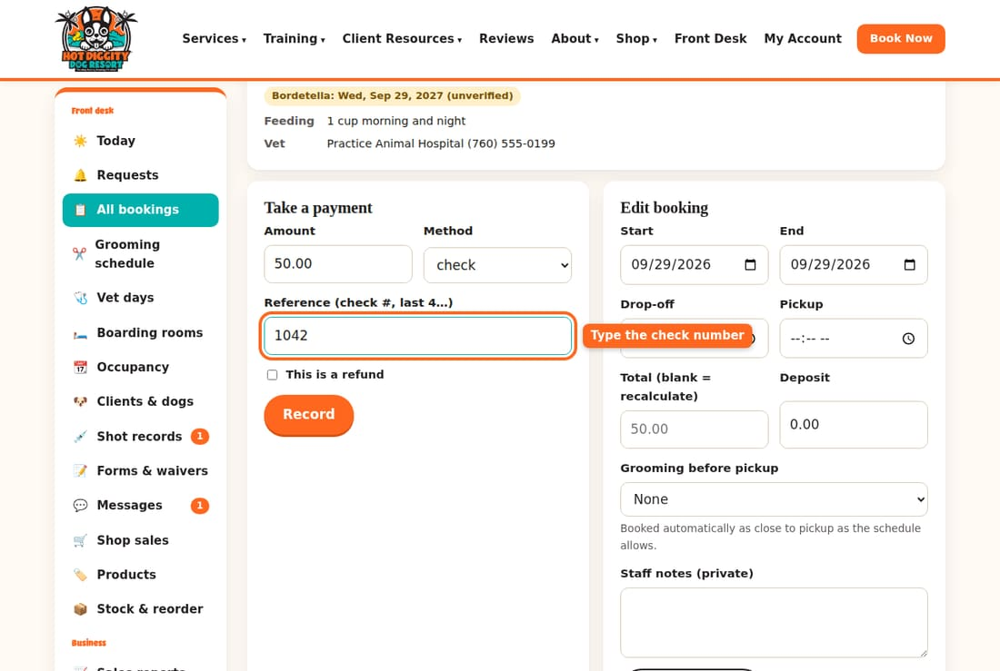 HOT DIGGITY
DOG RESORT
Services ▾
Training ▾
Client Resources ▾
Reviews
About ▾
Shop ▾
Front Desk
My Account
Book Now
Front desk
Today
Requests
All bookings
Grooming
schedule
Vet days
Boarding rooms
Occupancy
Clients & dogs
Shot records 1
Forms & waivers
Messages 1
Shop sales
Products
Stock & reorder
Business
Bordetella: Wed, Sep 29, 2027 (unverified)
Feeding 1 cup morning and night
Vet Practice Animal Hospital (760) 555-0199
Take a payment
Amount Method
50.00 check
Reference (check #, last 4...)
1042
Type the check number
This is a refund
Record
Edit booking
Start End
09/29/2026 09/29/2026
Drop-off Pickup
--:-- --
Total (blank =
recalculate)
Deposit
50.00 0.00
Grooming before pickup
None
Booked automatically as close to pickup as the schedule
allows.
Staff notes (private)